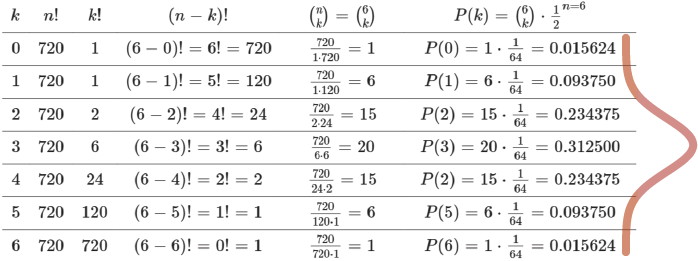 k n! k! (n − k)! (n k) = (6 k) P(k) = (6 k) · 1/2 ^n=6
0 720 1 (6 − 0)! = 6! = 720 720/1·720 = 1 P(0) = 1 · 1/64 = 0.015624
1 720 1 (6 − 1)! = 5! = 120 720/1·120 = 6 P(1) = 6 · 1/64 = 0.093750
2 720 2 (6 − 2)! = 4! = 24 720/2·24 = 15 P(2) = 15 · 1/64 = 0.234375
3 720 6 (6 − 3)! = 3! = 6 720/6·6 = 20 P(3) = 20 · 1/64 = 0.312500
4 720 24 (6 − 4)! = 2! = 2 720/24·2 = 15 P(2) = 15 · 1/64 = 0.234375
5 720 120 (6 − 5)! = 1! = 1 720/120·1 = 6 P(5) = 6 · 1/64 = 0.093750
6 720 720 (6 − 6)! = 0! = 1 720/720·1 = 1 P(6) = 1 · 1/64 = 0.015624